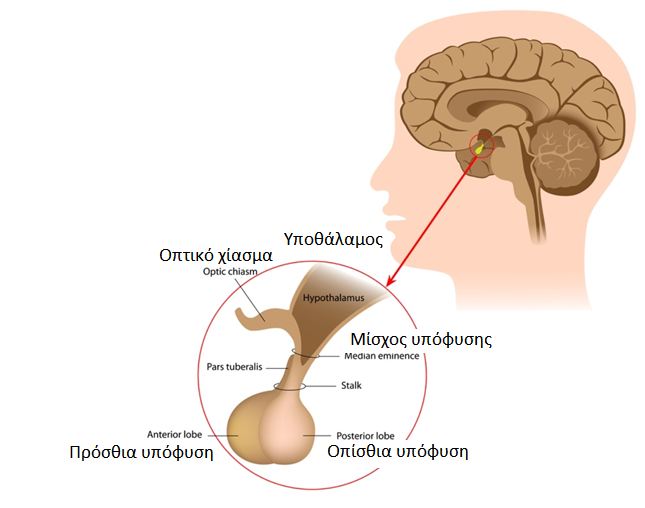 Υποθάλαμος
Οπτικό χίασμα
Optic chiasm
Hypothalamus
Μίσχος υπόφυσης
Median eminence
Pars tuberalis
Stalk
Anterior lobe
Posterior lobe
Πρόσθια υπόφυση
Οπίσθια υπόφυση